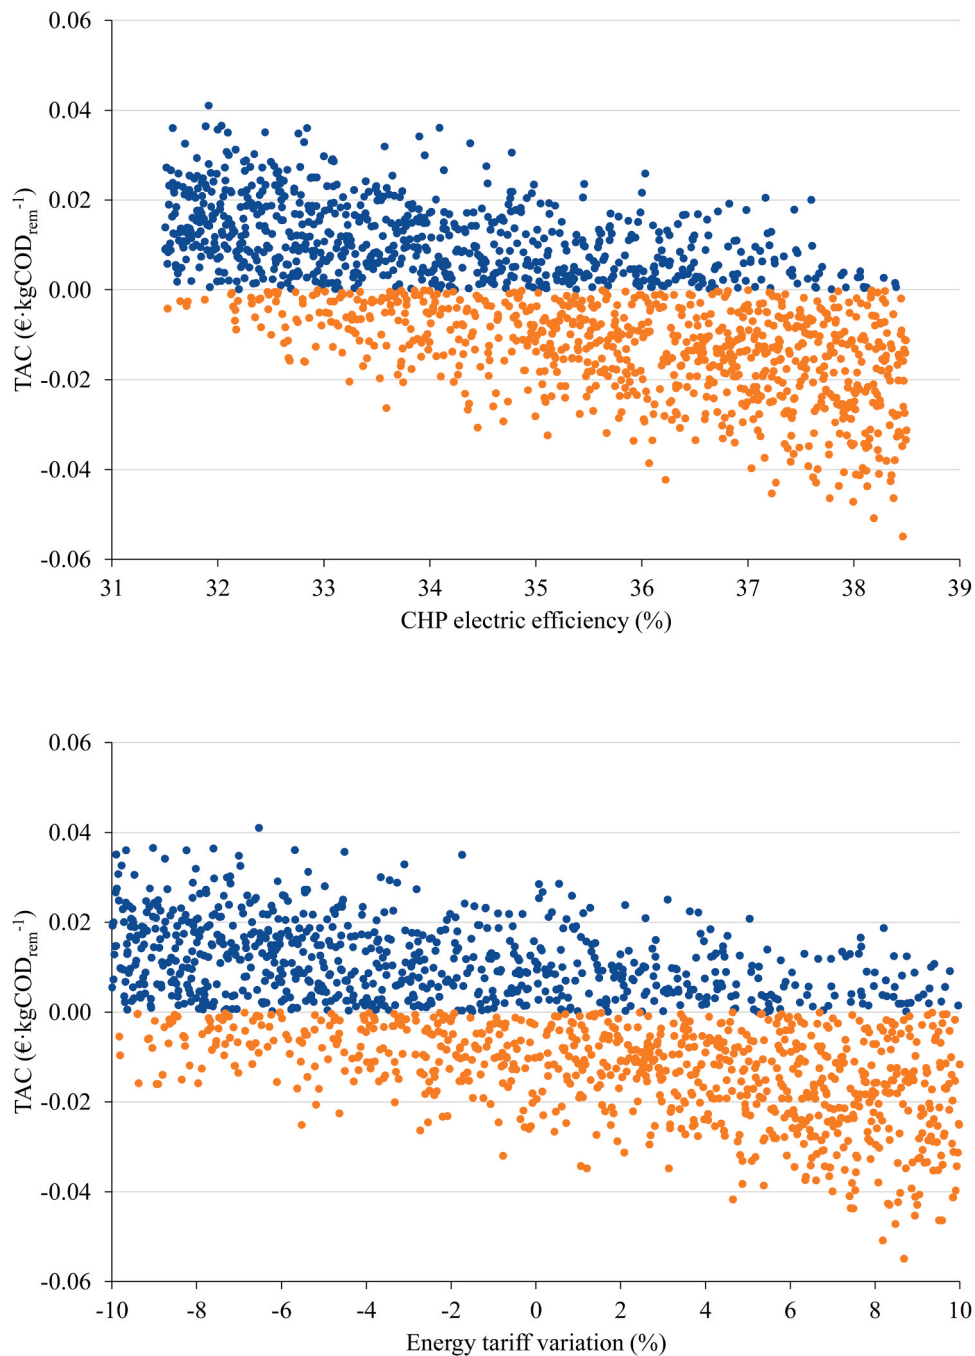 0.06
0.04
0.02
0.00
-0.02
-0.04
-0.06
TAC (€·kgCODrem-1)
31 32 33 34 35 36 37 38 39
CHP electric efficiency (%)
0.06
0.04
0.02
0.00
-0.02
-0.04
-0.06
TAC (€·kgCODrem-1)
-10 -8 -6 -4 -2 0 2 4 6 8 10
Energy tariff variation (%)